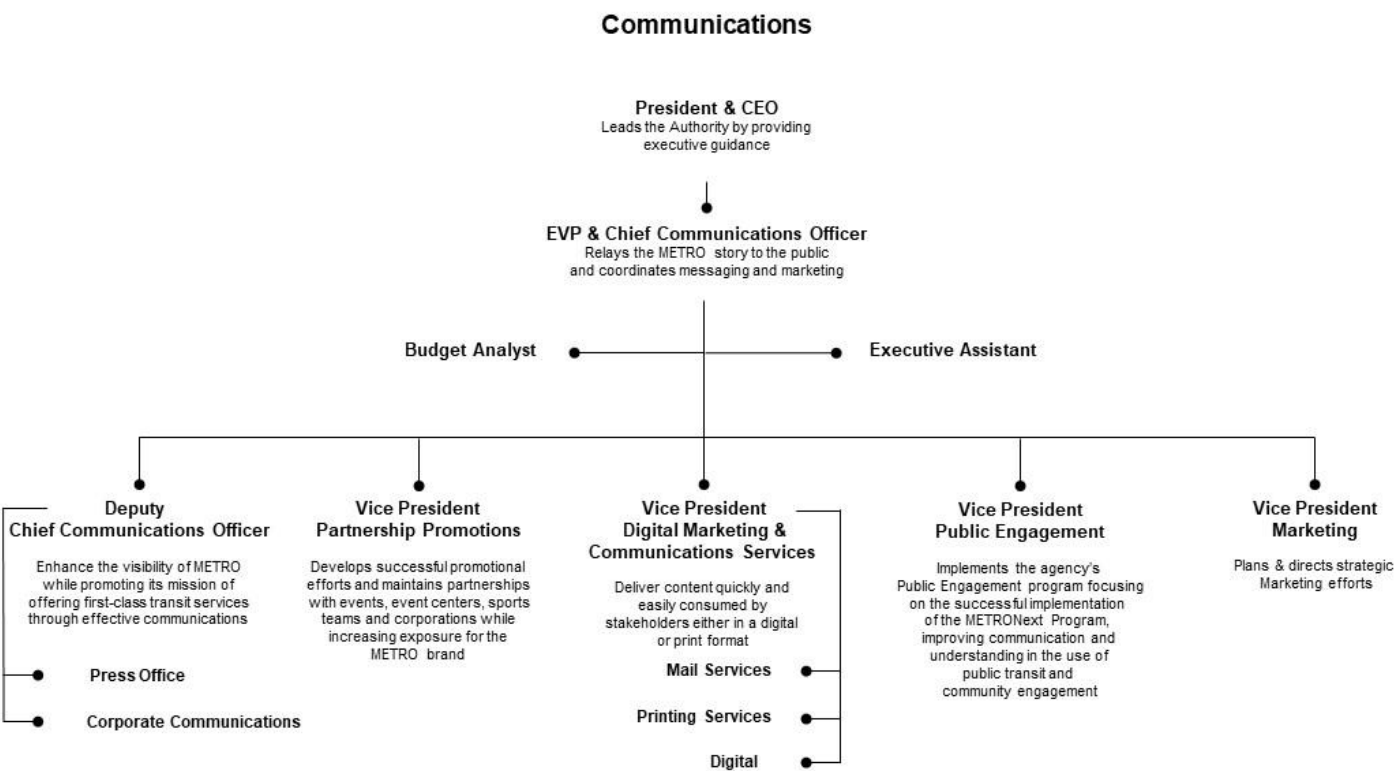 Communications
President & CEO
Leads the Authority by providing
executive guidance
EVP & Chief Communications Officer
Relays the METRO story to the public
and coordinates messaging and marketing
Budget Analyst
Executive Assistant
Deputy
Chief Communications Officer
Enhance the visibility of METRO
while promoting its mission of
offering first-class transit services
through effective communications
Press Office
Corporate Communications
Vice President
Partnership Promotions
Develops successful promotional
efforts and maintains partnerships
with events, event centers, sports
teams and corporations while
increasing exposure for the
METRO brand
Vice President
Digital Marketing &
Communications Services
Deliver content quickly and
easily consumed by
stakeholders either in a digital
or print format
Mail Services
Printing Services
Digital
Vice President
Public Engagement
Implements the agency's
Public Engagement program focusing
on the successful implementation
of the METRONext Program,
improving communication and
understanding in the use of
public transit and
community engagement
Vice President
Marketing
Plans & directs strategic
Marketing efforts